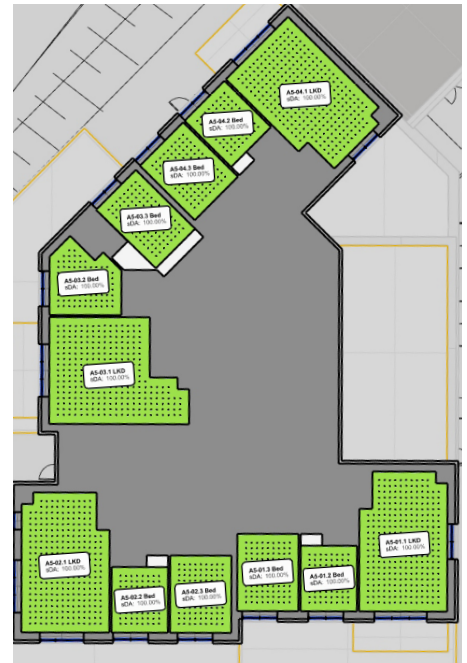 A5-04.1 LKD
sDA: 100.00%
A5-04.2 Bed
sDA: 100.00%
A5-04.3 Bed
sDA: 100.00%
A5-03.3 Bed
sDA: 100.00%
A5-03.2 Bed
sDA: 100.00%
A5-03.1 LKD
sDA: 100.00%
A5-02.1 LKD
sDA: 100.00%
A5-02.2 Bed
sDA: 100.00%
A5-02.3 Bed
sDA: 100.00%
A5-01.3 Bed
sDA: 100.00%
A5-01.2 Bed
sDA: 100.00%
A5-01.1 LKD
sDA: 100.00%